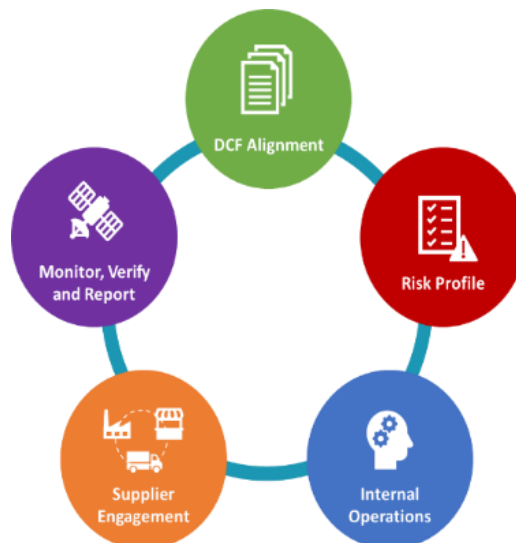 DCF Alignment
Risk Profile
Internal
Operations
Supplier
Engagement
Monitor, Verify
and Report